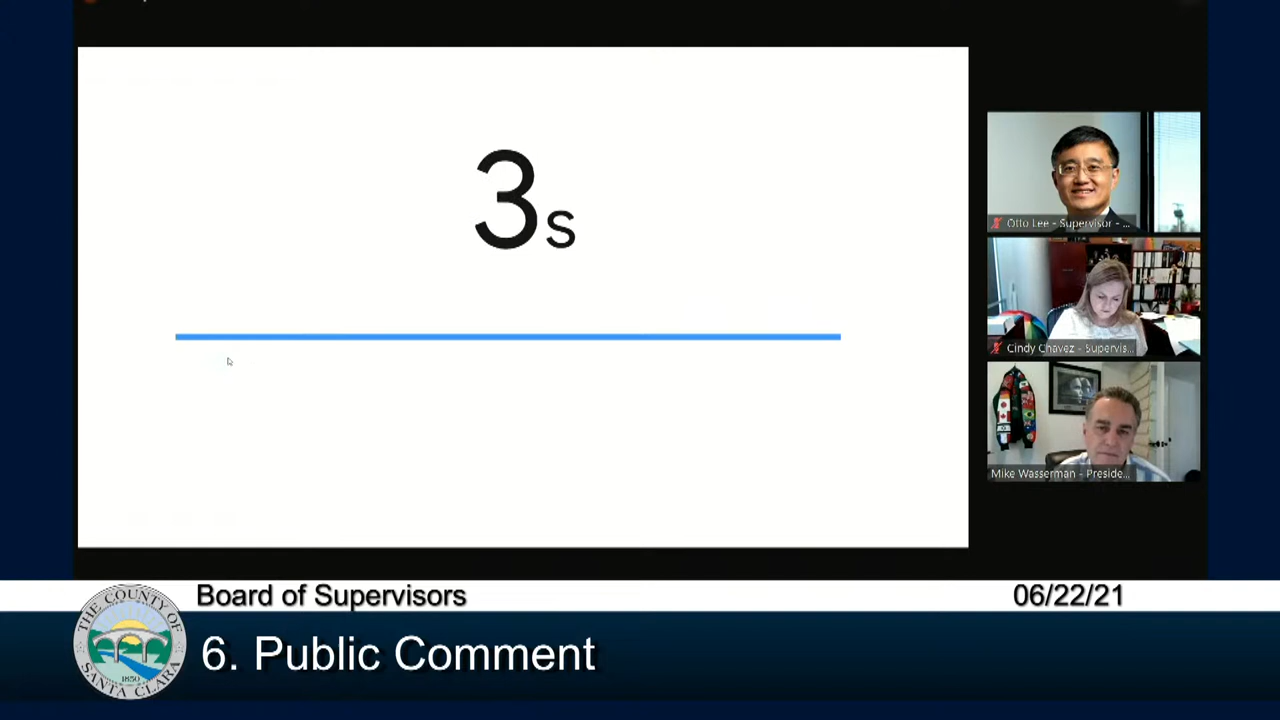 3s
Otto Lee - Supervisor - ...
Cindy Chavez - Supervis...
Mike Wasserman - Preside...
Board of Supervisors
06/22/21
6. Public Comment
THE COUNTY OF
SANTA CLARA
1850